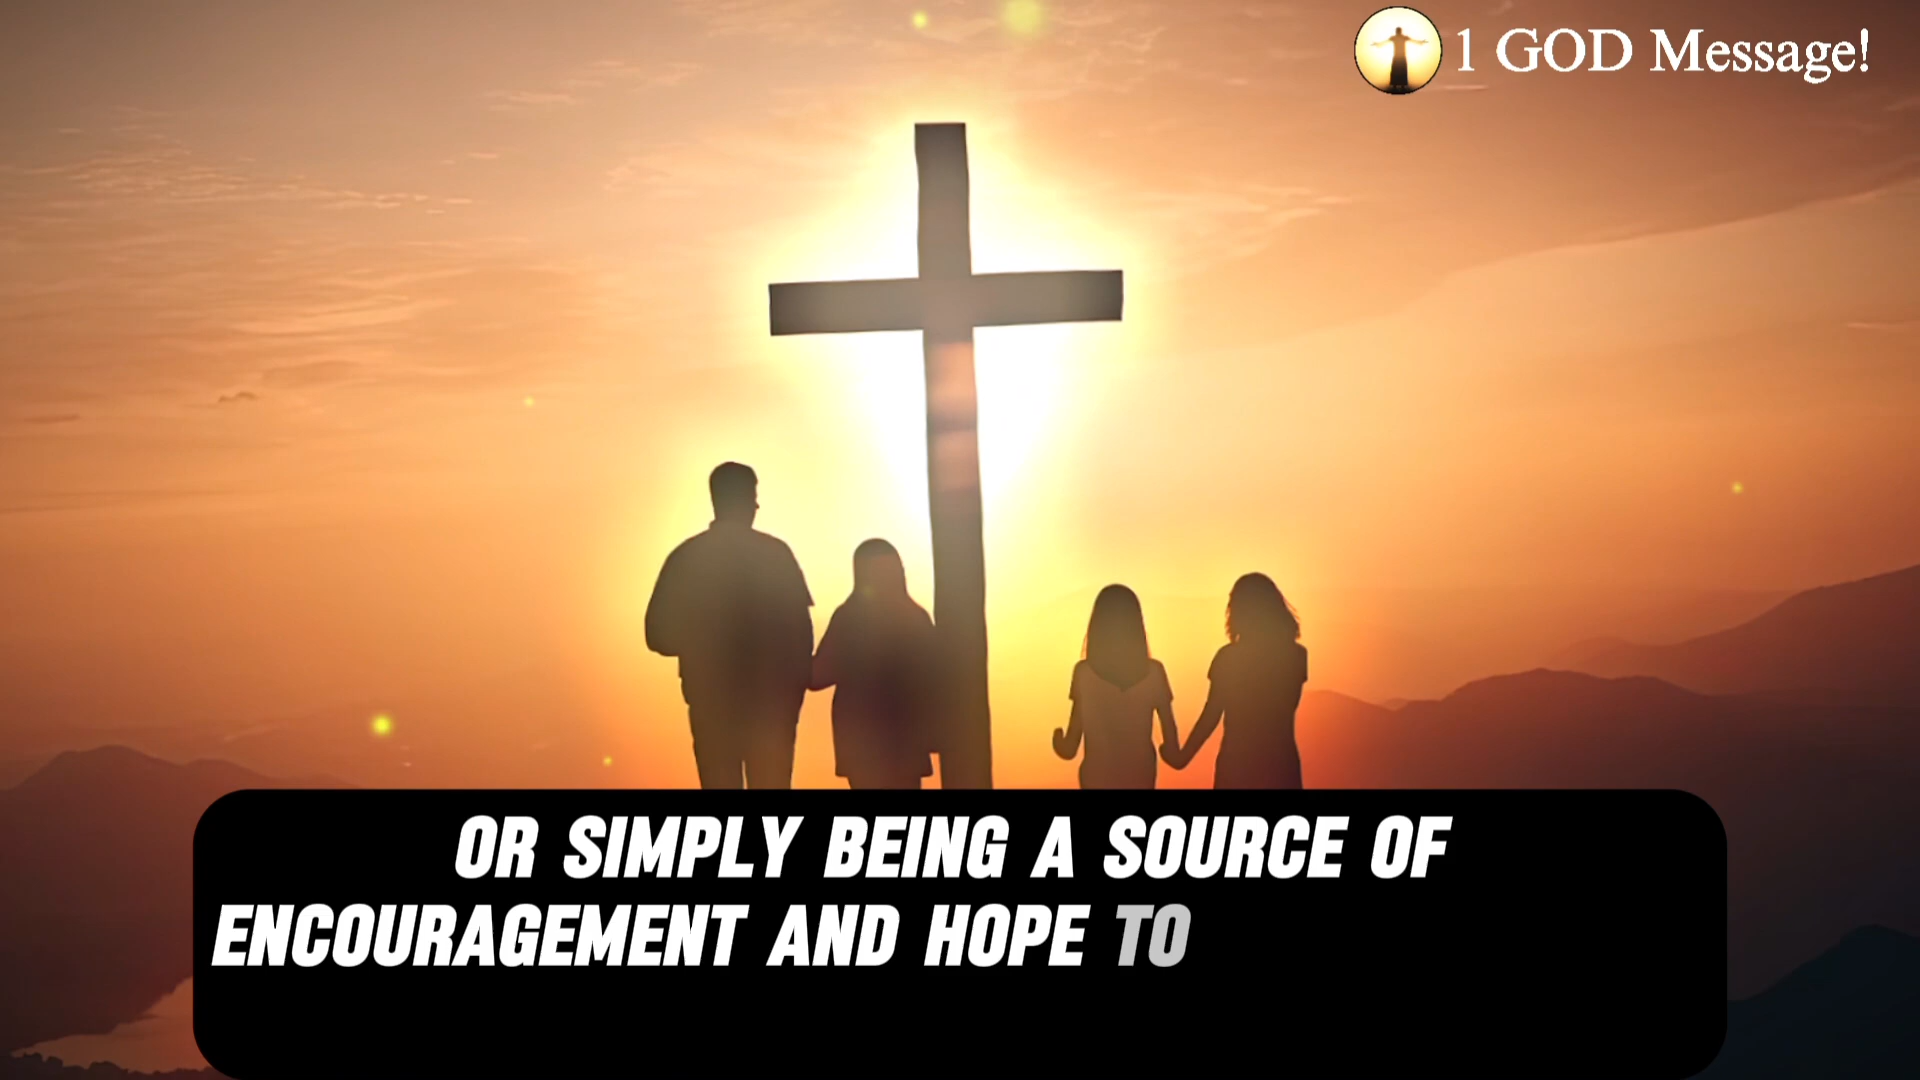 1 GOD Message!
OR SIMPLY BEING A SOURCE OF
ENCOURAGEMENT AND HOPE TO